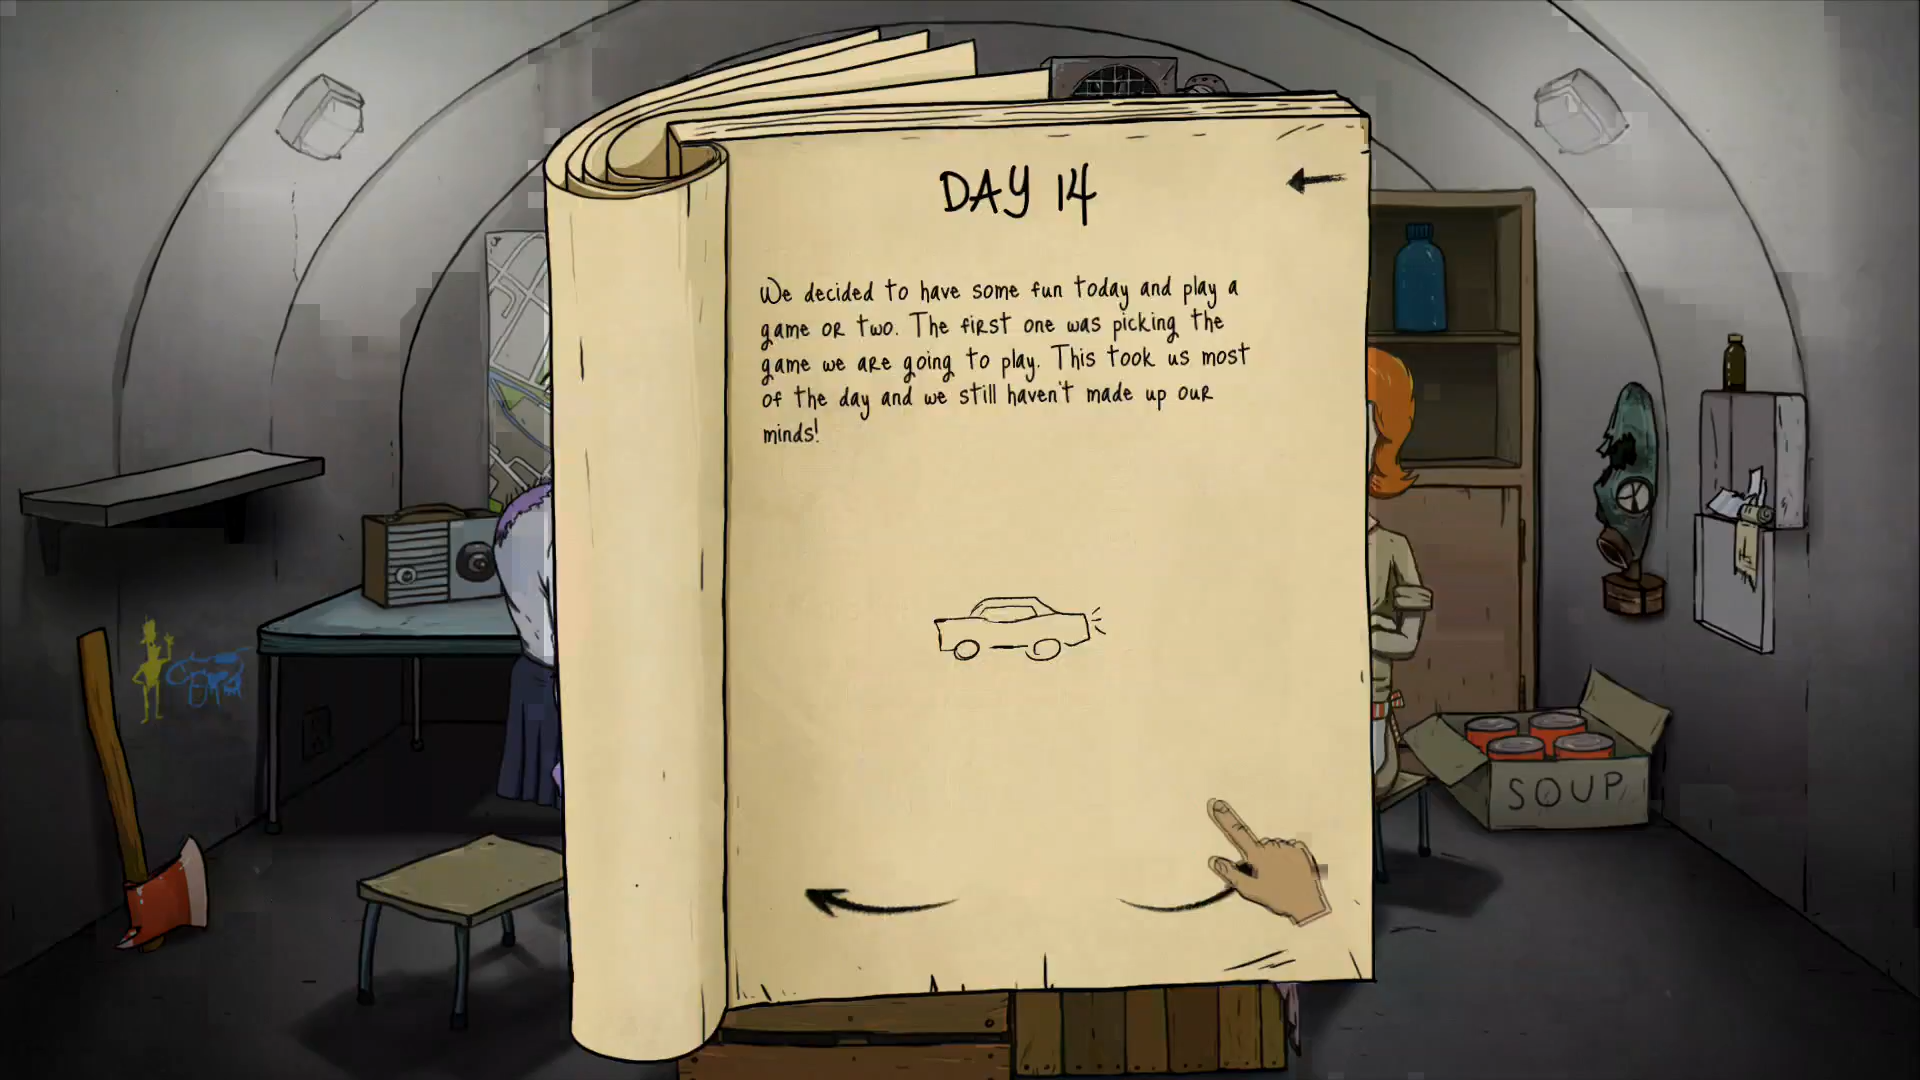 DAY 14
We decided to have some fun today and play a
game or two. The first one was picking the
game we are going to play. This took us most
of the day and we still haven't made up our
minds!
SOUP